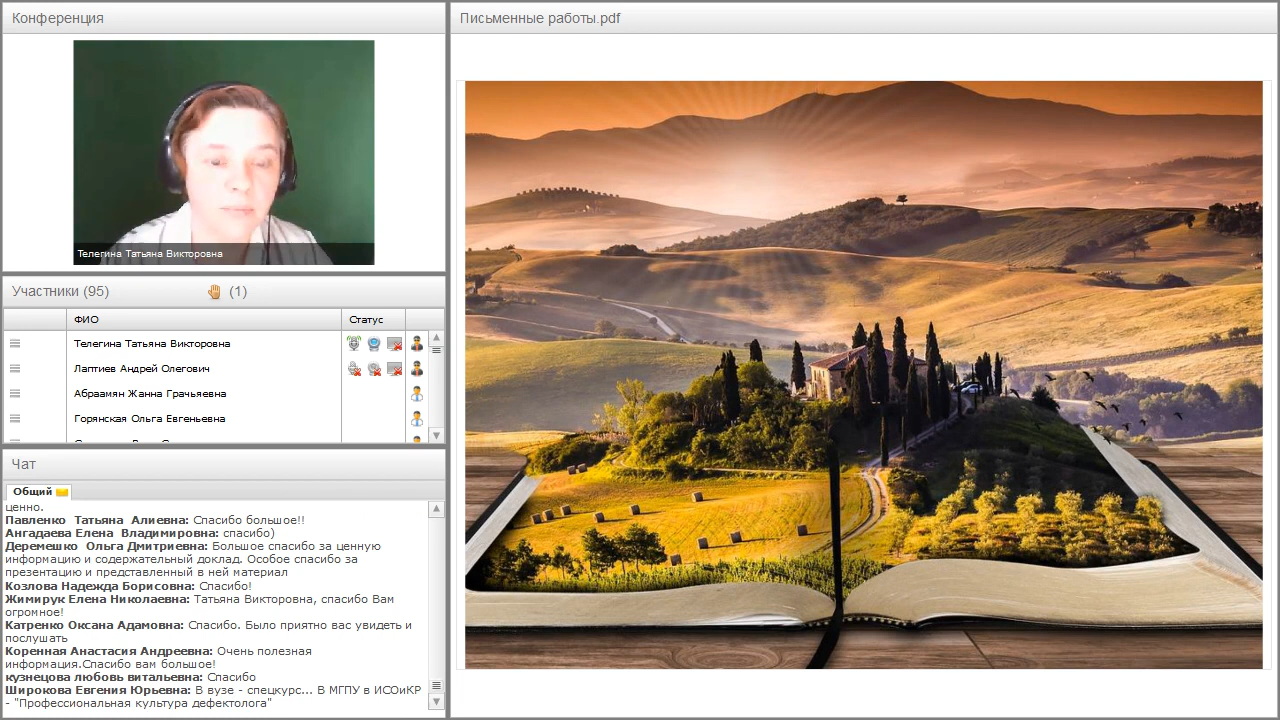 Конференция
Телегина Татьяна Викторовна
Участники (95)
(1)
ФИО
Статус
Телегина Татьяна Викторовна
Лаптиев Андрей Олегович
Абраамян Жанна Грачьяевна
Горянская Ольга Евгеньевна
Чат
Общий
ценно.
Павленко Татьяна Алиевна: Спасибо большое!!
Ангадаева Елена Владимировна: спасибо)
Деремешко Ольга Дмитриевна: Большое спасибо за ценную
информацию и содержательный доклад. Особое спасибо за
презентацию и представленный в ней материал
Козлова Надежда Борисовна: Спасибо!
Жимирук Елена Николаевна: Татьяна Викторовна, спасибо Вам
огромное!
Катренко Оксана Адамовна: Спасибо. Было приятно вас увидеть и
послушать
Коренная Анастасия Андреевна: Очень полезная
информация.Спасибо вам большое!
кузнецова любовь витальевна: Спасибо
Широкова Евгения Юрьевна: В вузе - спецкурс... В МГПУ в ИСОиКР
- "Профессиональная культура дефектолога"
Письменные работы.pdf